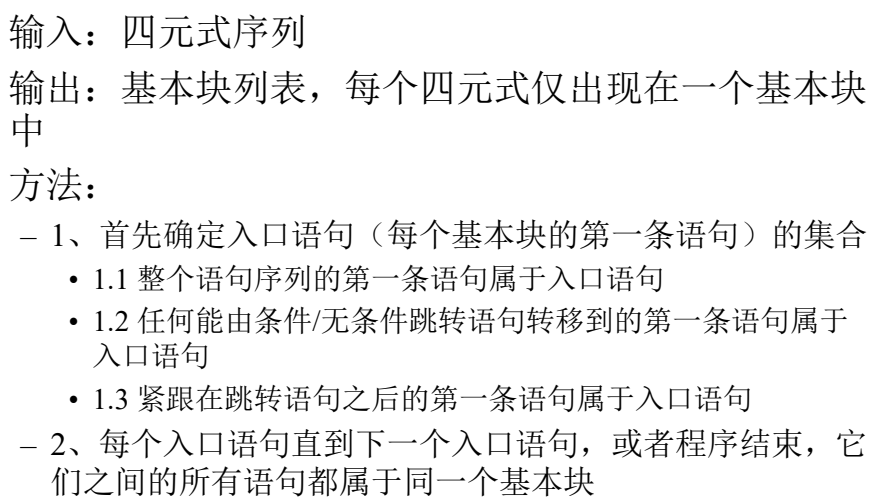 输入：四元式序列
输出：基本块列表，每个四元式仅出现在一个基本块
中
方法：
– 1、首先确定入口语句（每个基本块的第一条语句）的集合
• 1.1 整个语句序列的第一条语句属于入口语句
• 1.2 任何能由条件/无条件跳转语句转移到的第一条语句属于
入口语句
• 1.3 紧跟在跳转语句之后的第一条语句属于入口语句
– 2、每个入口语句直到下一个入口语句，或者程序结束，它
们之间的所有语句都属于同一个基本块